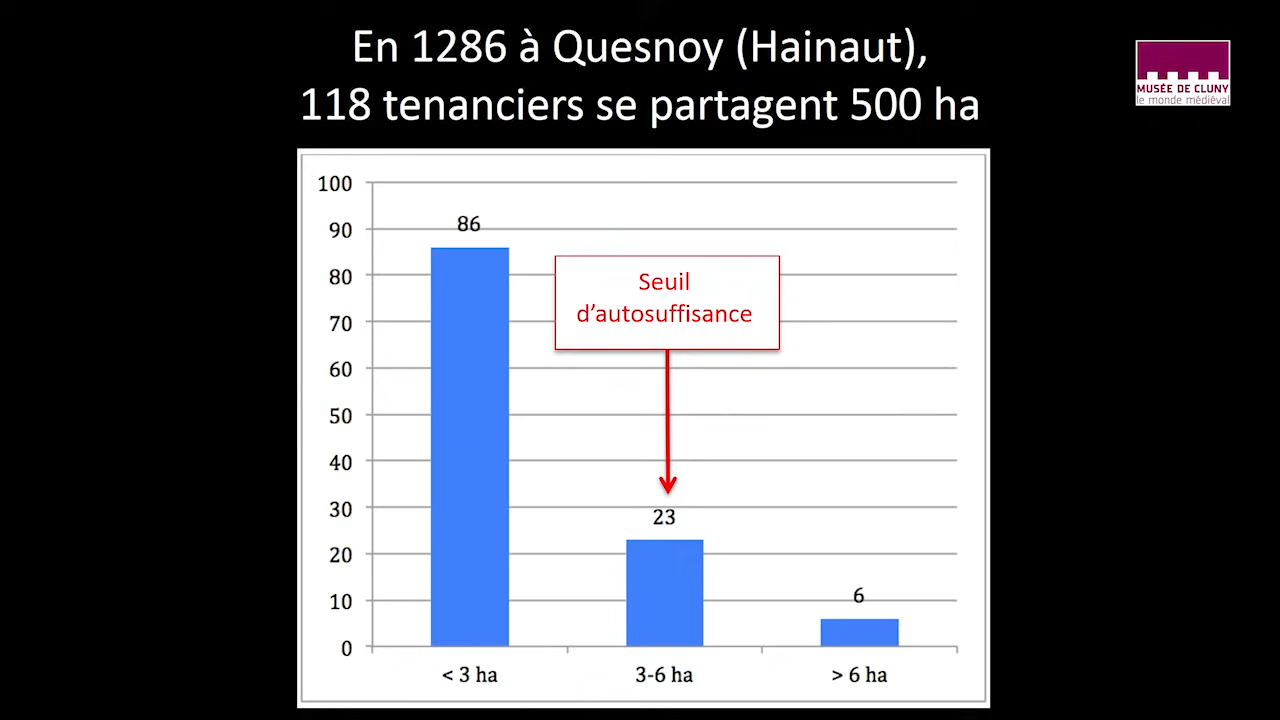 En 1286 à Quesnoy (Hainaut),
118 tenanciers se partagent 500 ha
MUSÉE DE CLUNY
le monde médiéval
100
90
80
70
60
50
40
30
20
10
0
86
Seuil
d’autosuffisance
23
6
< 3 ha
3-6 ha
> 6 ha